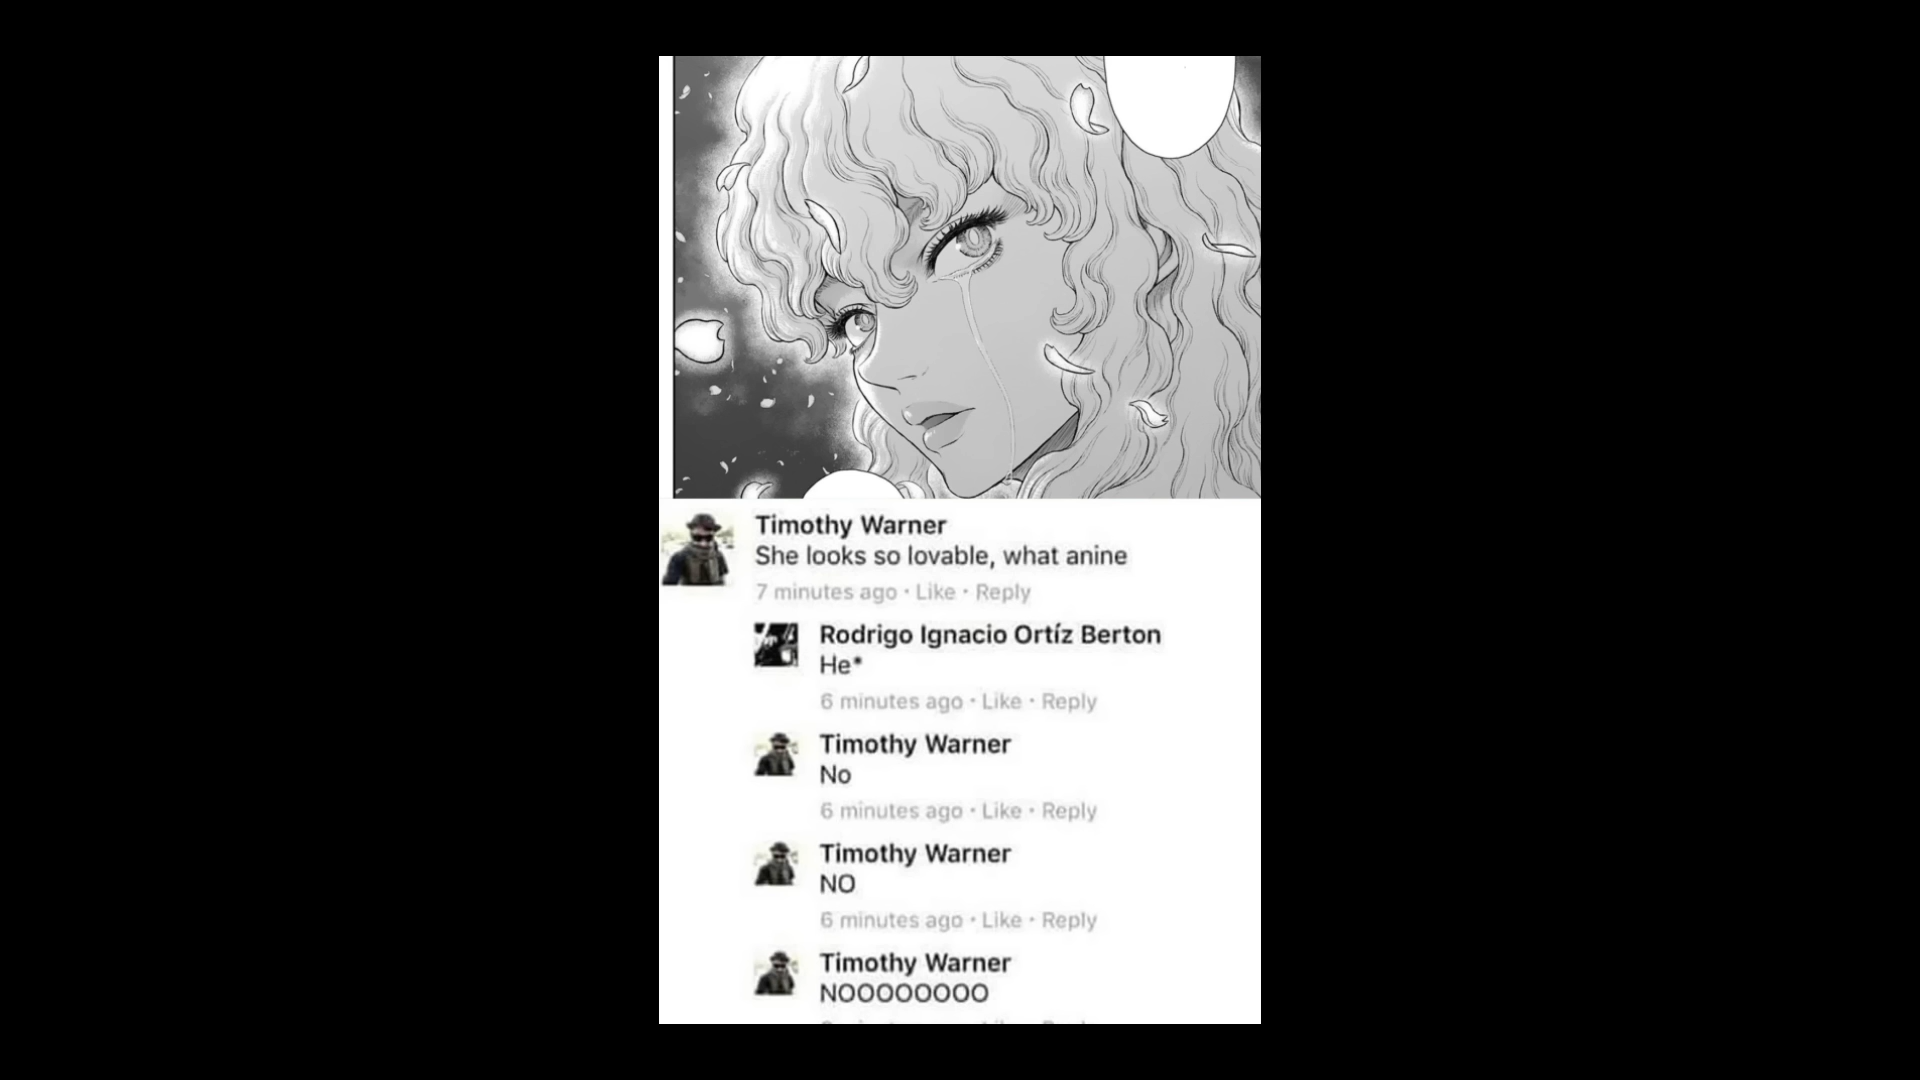 Timothy Warner
She looks so lovable, what anine
7 minutes ago · Like · Reply
Rodrigo Ignacio Ortíz Berton
He*
6 minutes ago · Like · Reply
Timothy Warner
No
6 minutes ago · Like · Reply
Timothy Warner
NO
6 minutes ago · Like · Reply
Timothy Warner
NOOOOOOOO